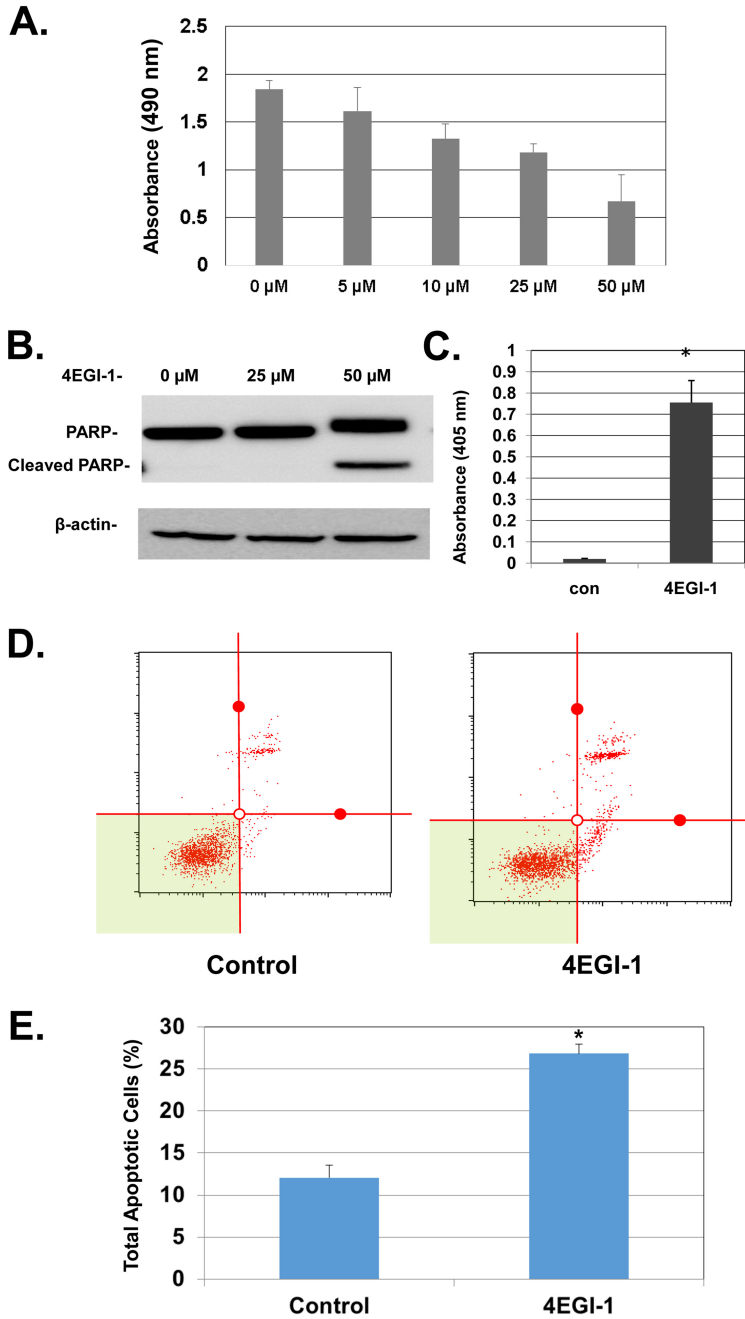 A.
Absorbance (490 nm)
2.5
2
1.5
1
0.5
0
0 µM 5 µM 10 µM 25 µM 50 µM
B.
4EGI-1- 0 µM 25 µM 50 µM
PARP-
Cleaved PARP-
β-actin-
C.
Absorbance (405 nm)
1
0.9
0.8
0.7
0.6
0.5
0.4
0.3
0.2
0.1
0
*
con 4EGI-1
D.
Control 4EGI-1
E.
Total Apoptotic Cells (%)
30
25
20
15
10
5
0
*
Control 4EGI-1